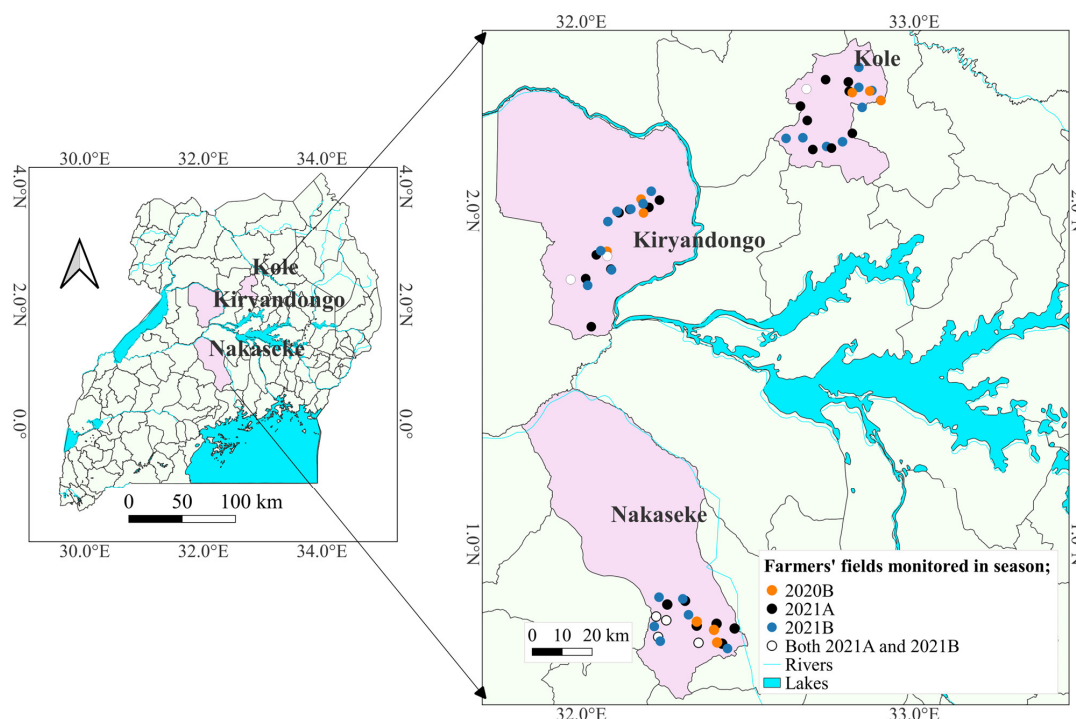 30.0°E 32.0°E 34.0°E
4.0°N 4.0°N
2.0°N 2.0°N
0.0° 0.0°
Kole
Kiryandongo
Nakaseke
0 50 100 km
30.0°E 32.0°E 34.0°E
32.0°E 33.0°E
Kole
2.0°N
Kiryandongo
1.0°N
Nakaseke
0 10 20 km
Farmers' fields monitored in season;
2020B
2021A
2021B
Both 2021A and 2021B
Rivers
Lakes
32.0°E 33.0°E